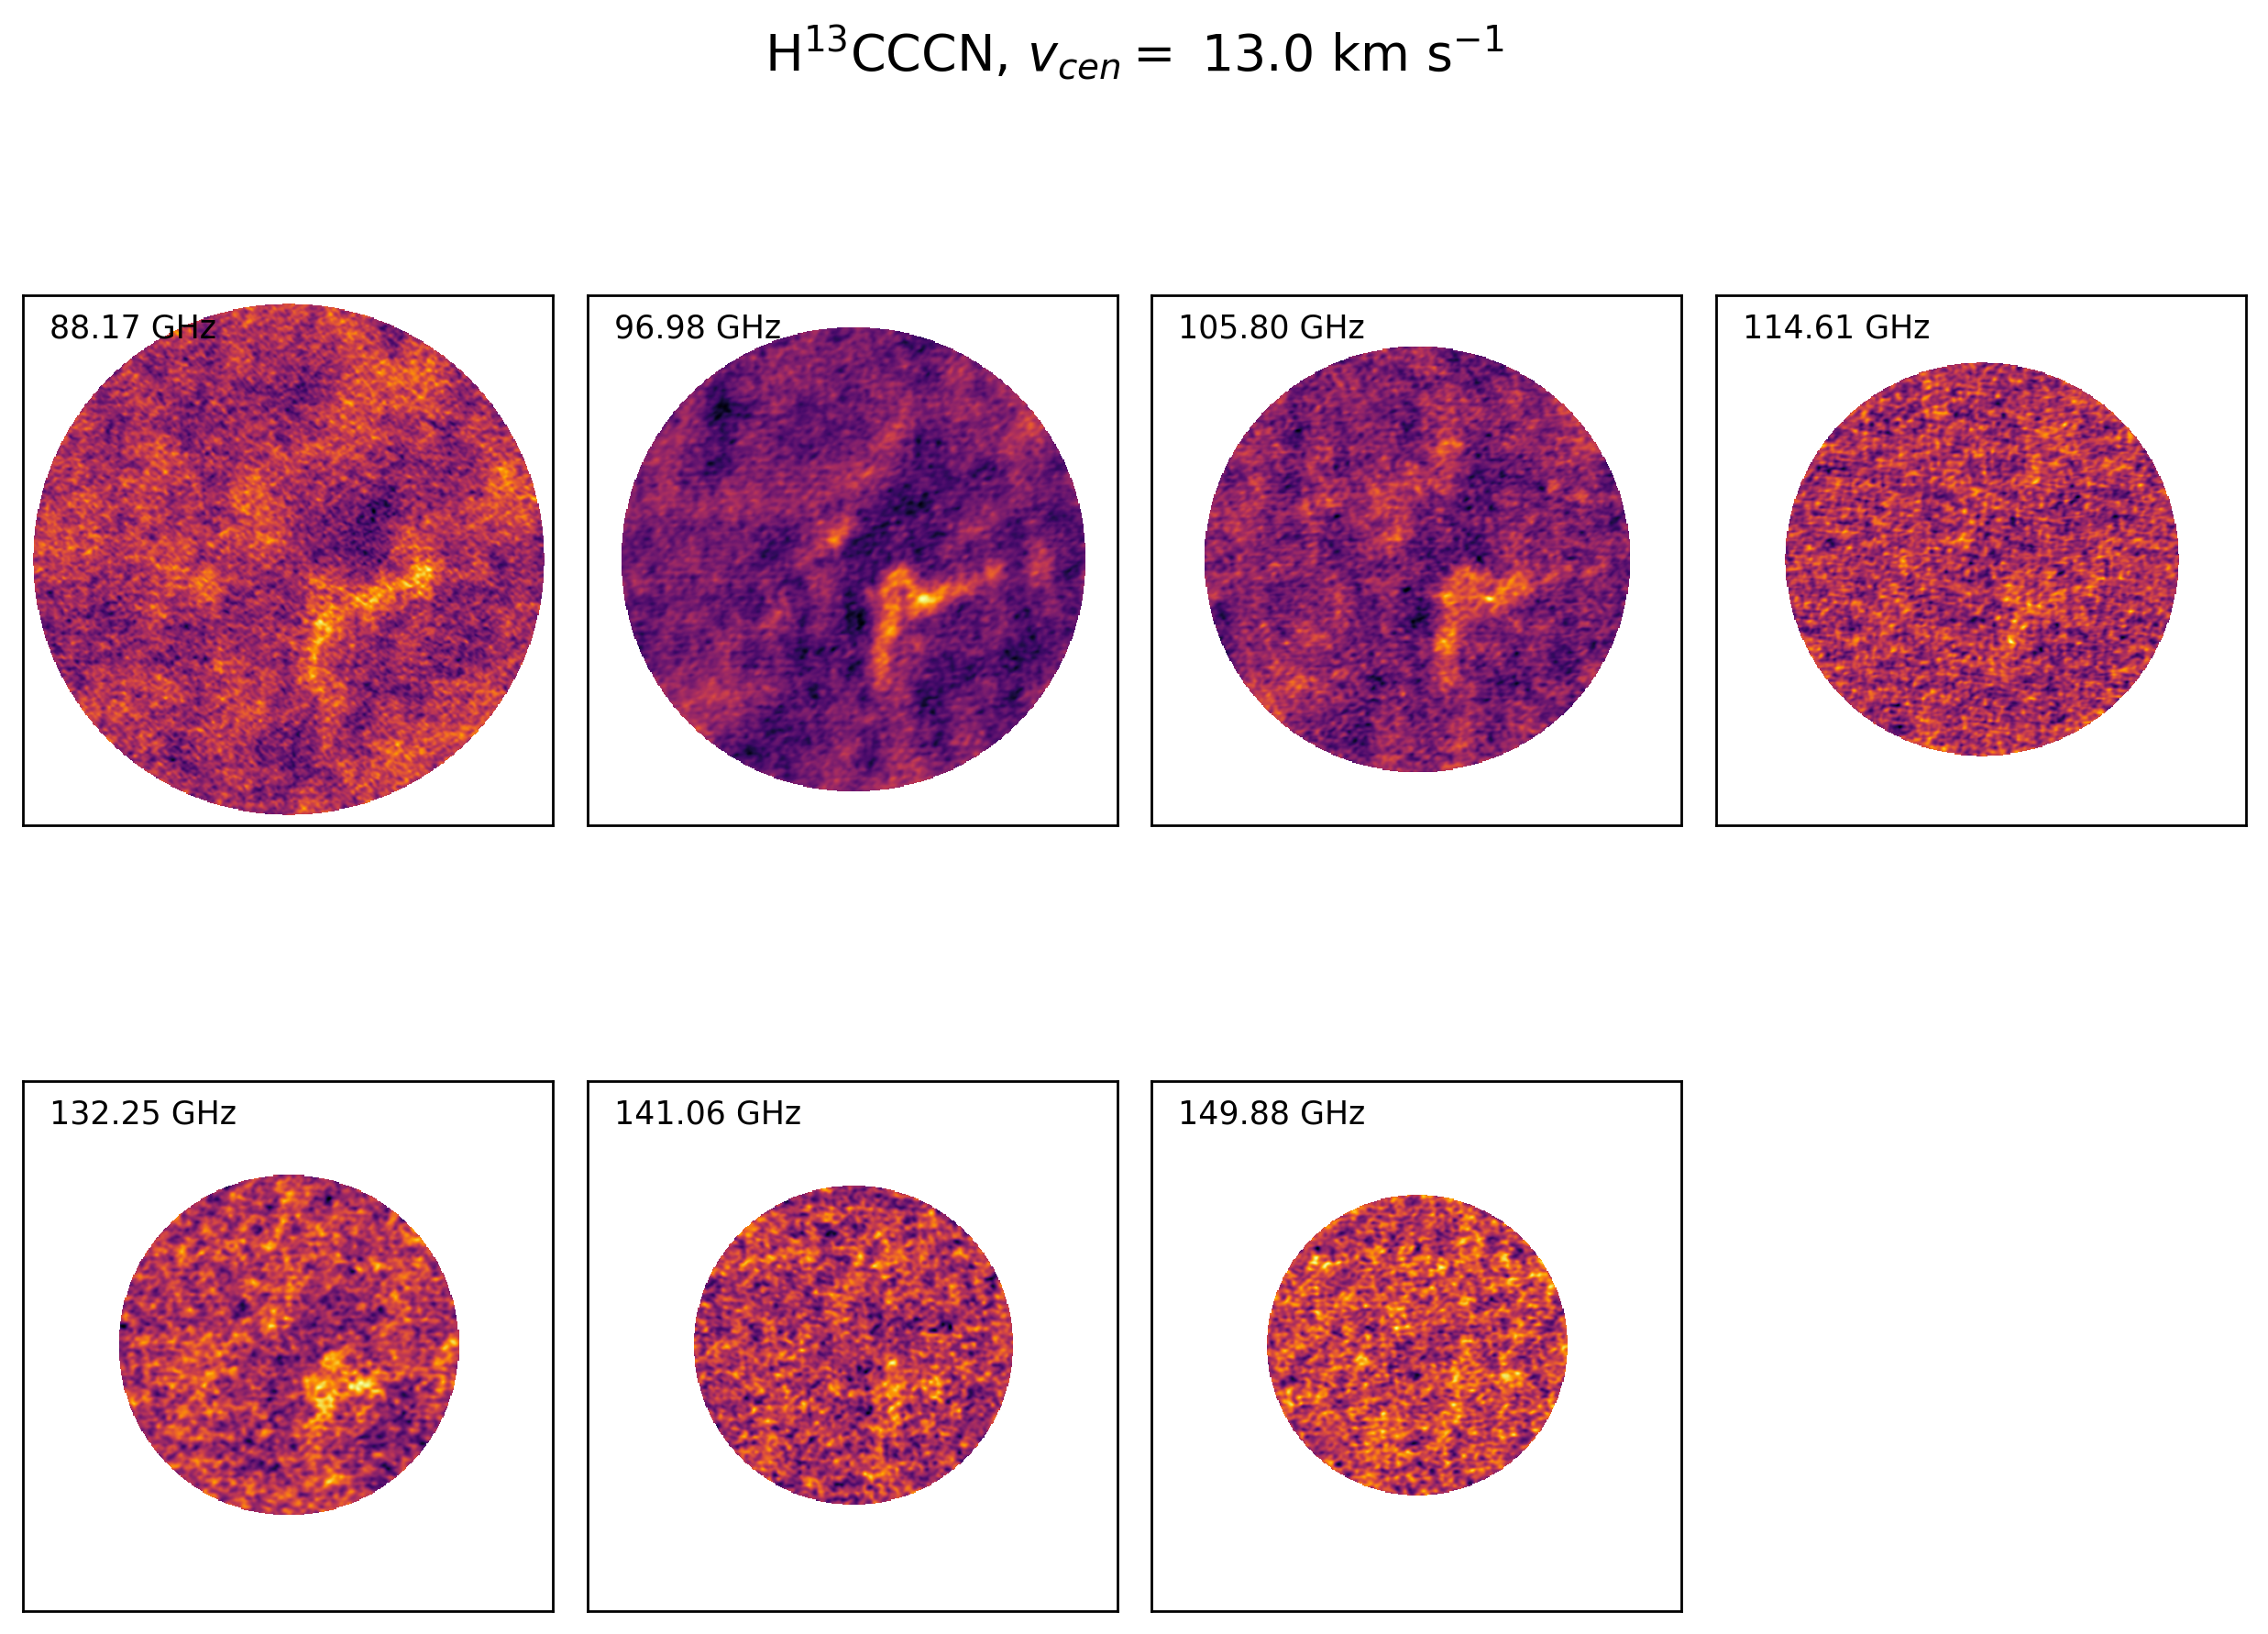 H¹³CCCN, v_cen = 13.0 km s⁻¹
88.17 GHz
96.98 GHz
105.80 GHz
114.61 GHz
132.25 GHz
141.06 GHz
149.88 GHz